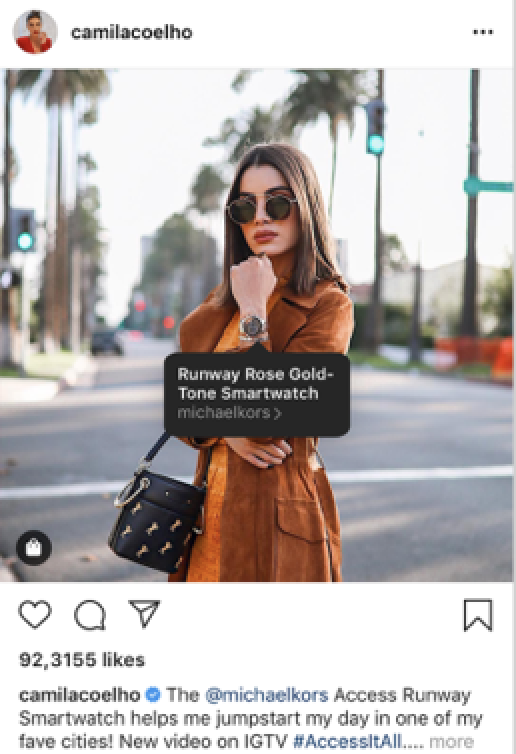 camilacoelho
Runway Rose Gold-
Tone Smartwatch
michaelkors >
92,3155 likes
camilacoelho The @michaelkors Access Runway
Smartwatch helps me jumpstart my day in one of my
fave cities! New video on IGTV #AccessItAll.... more